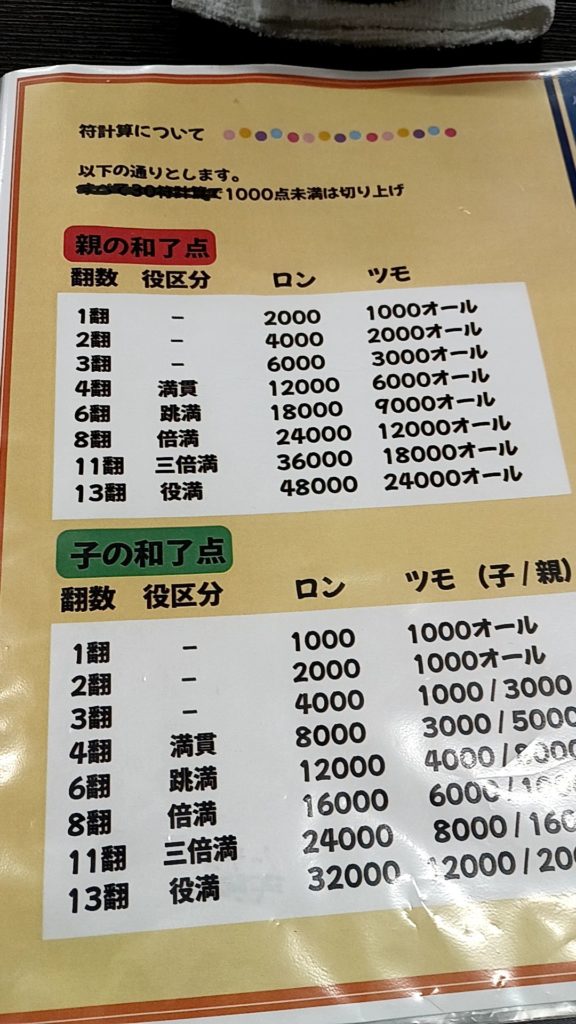 符計算について
以下の通りとします。
1000点未満は切り上げ
親の和了点
翻数 役区分 ロン ツモ
1翻 － 2000 1000オール
2翻 － 4000 2000オール
3翻 － 6000 3000オール
4翻 満貫 12000 6000オール
6翻 跳満 18000 9000オール
8翻 倍満 24000 12000オール
11翻 三倍満 36000 18000オール
13翻 役満 48000 24000オール
子の和了点
翻数 役区分 ロン ツモ (子/親)
1翻 － 1000 1000オール
2翻 － 2000 1000オール
3翻 － 4000 1000/3000
4翻 満貫 8000 3000/5000
6翻 跳満 12000 4000/8000
8翻 倍満 16000 6000/
11翻 三倍満 24000 8000/
13翻 役満 32000 12000/